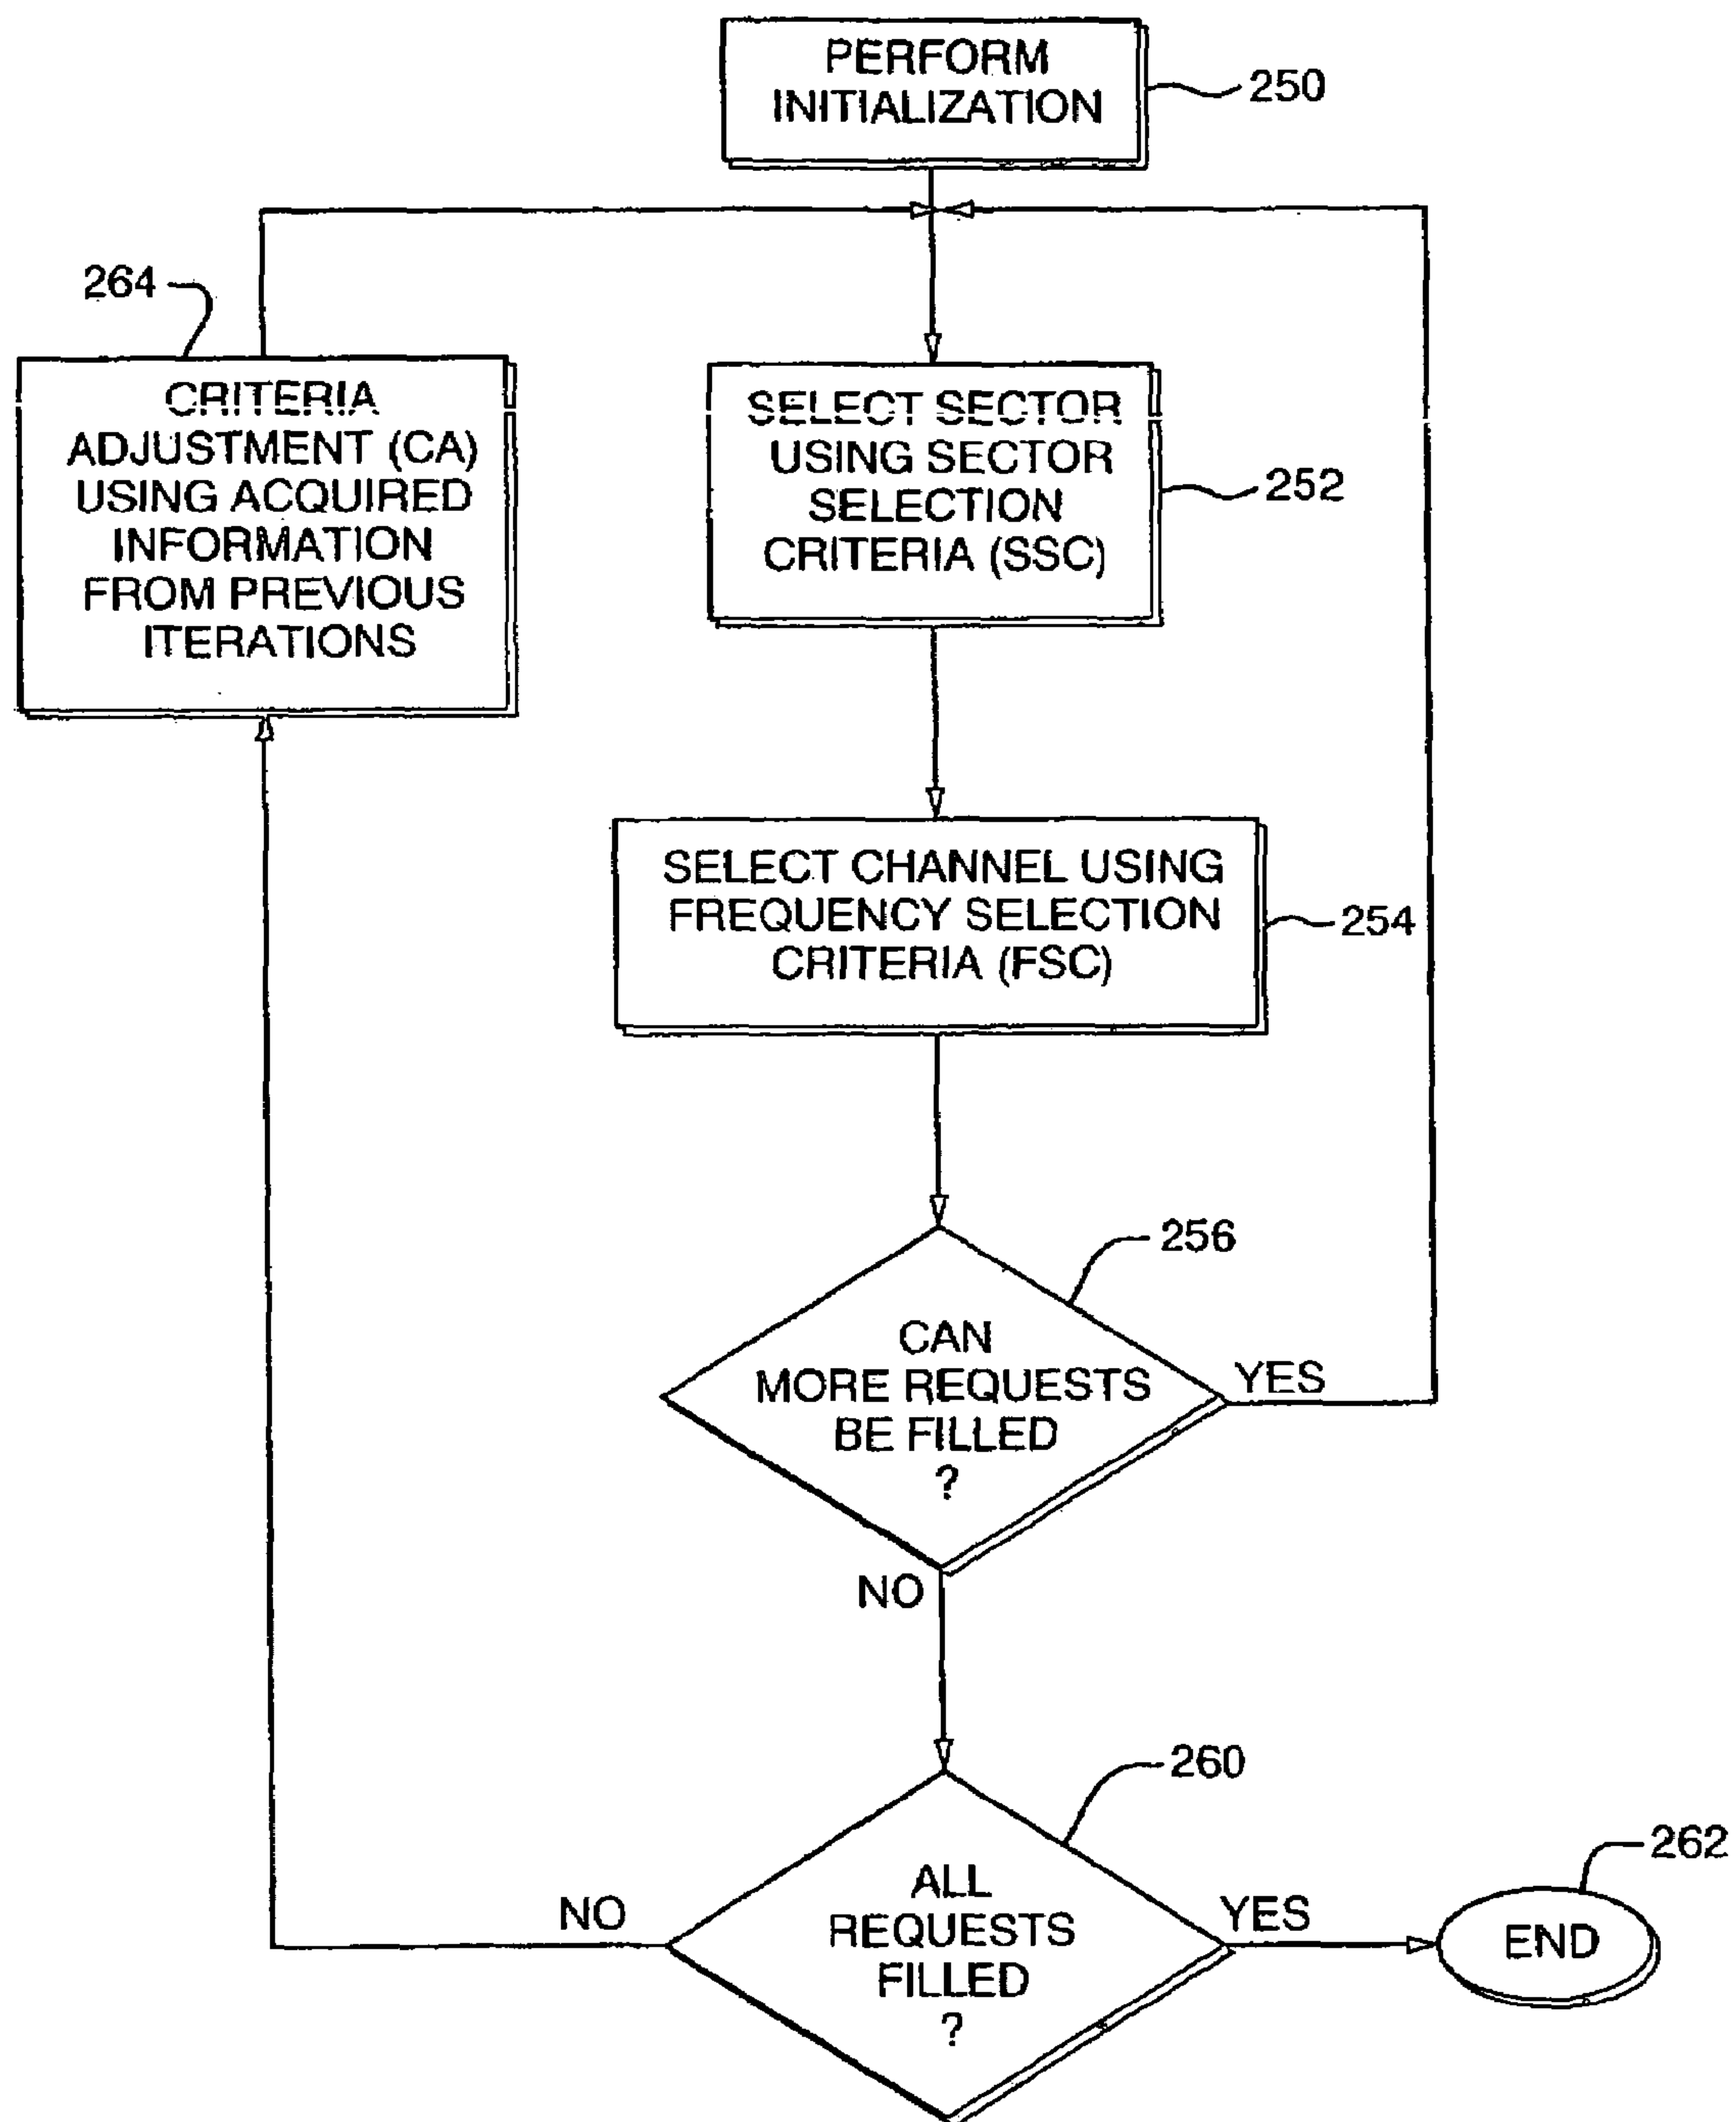 PERFORM
INITIALIZATION
250
264
CRITERIA
ADJUSTMENT (CA)
USING ACQUIRED
INFORMATION
FROM PREVIOUS
ITERATIONS
SELECT SECTOR
USING SECTOR
SELECTION
CRITERIA (SSC)
252
SELECT CHANNEL USING
FREQUENCY SELECTION
CRITERIA (FSC)
254
256
CAN
MORE REQUESTS
BE FILLED
?
YES
NO
260
ALL
REQUESTS
FILLED
?
NO
YES
262
END